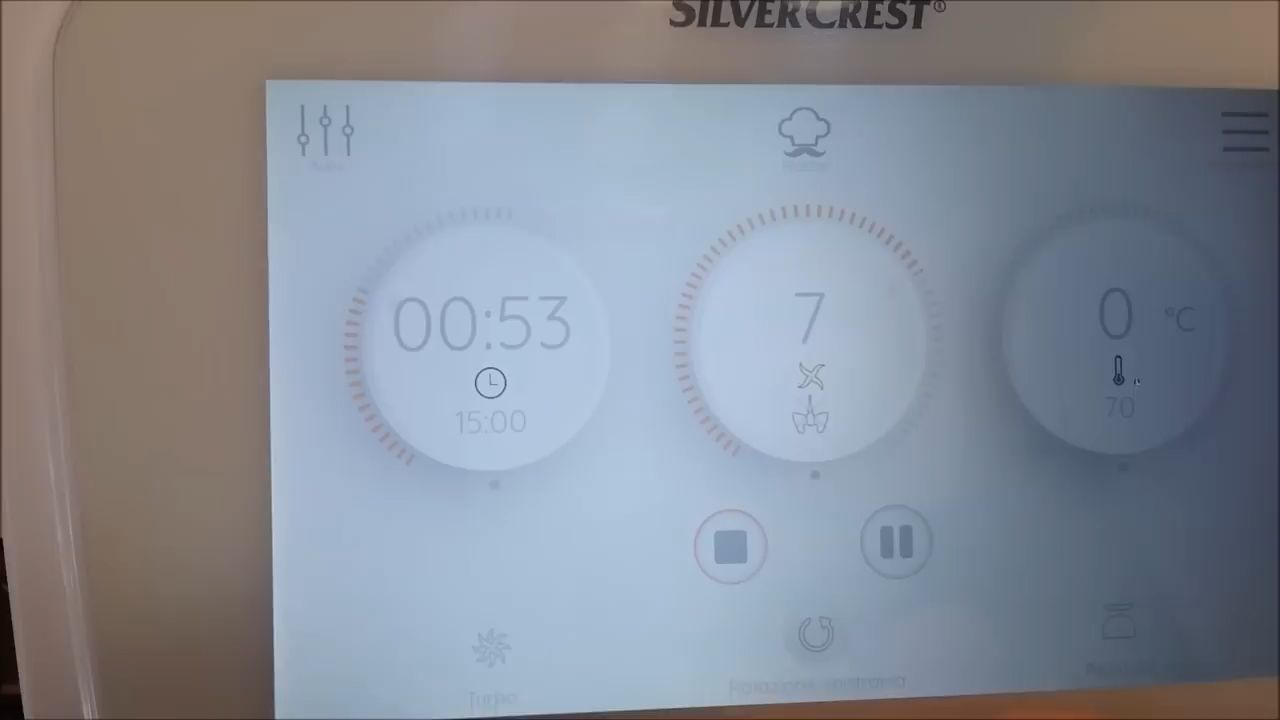 SILVERCREST®
00:53
15:00
7
0 °C
70
Turbo
Rotazione sinistrorsa